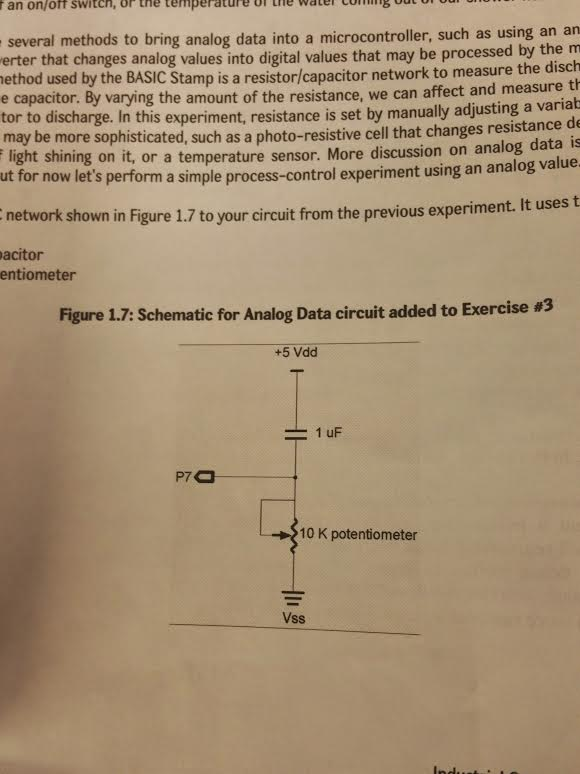 an on/off switch, or the temperature of the water coming out of our
several methods to bring analog data into a microcontroller, such as using an an
verter that changes analog values into digital values that may be processed by the m
method used by the BASIC Stamp is a resistor/capacitor network to measure the disch
e capacitor. By varying the amount of the resistance, we can affect and measure th
itor to discharge. In this experiment, resistance is set by manually adjusting a variab
may be more sophisticated, such as a photo-resistive cell that changes resistance de
f light shining on it, or a temperature sensor. More discussion on analog data is
ut for now let's perform a simple process-control experiment using an analog value.
C network shown in Figure 1.7 to your circuit from the previous experiment. It uses t
pacitor
entiometer
Figure 1.7: Schematic for Analog Data circuit added to Exercise #3
+5 Vdd
1 uF
P7
10 K potentiometer
Vss